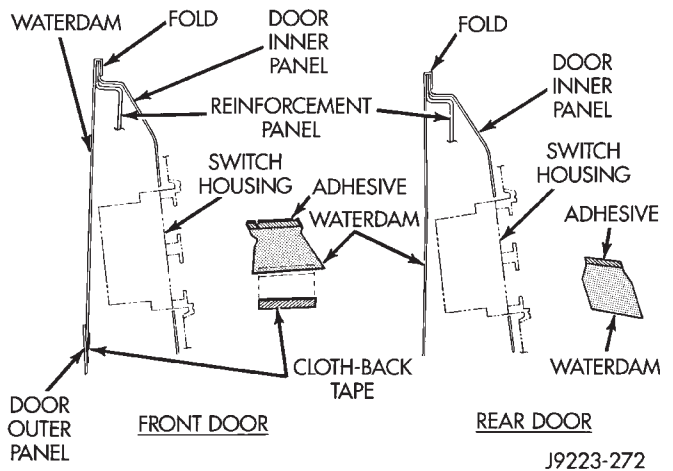 WATERDAM
FOLD
DOOR
INNER
PANEL
REINFORCEMENT
PANEL
SWITCH
HOUSING
ADHESIVE
WATERDAM
CLOTH-BACK
TAPE
DOOR
OUTER
PANEL
FRONT DOOR
FOLD
DOOR
INNER
PANEL
SWITCH
HOUSING
ADHESIVE
WATERDAM
REAR DOOR
J9223-272